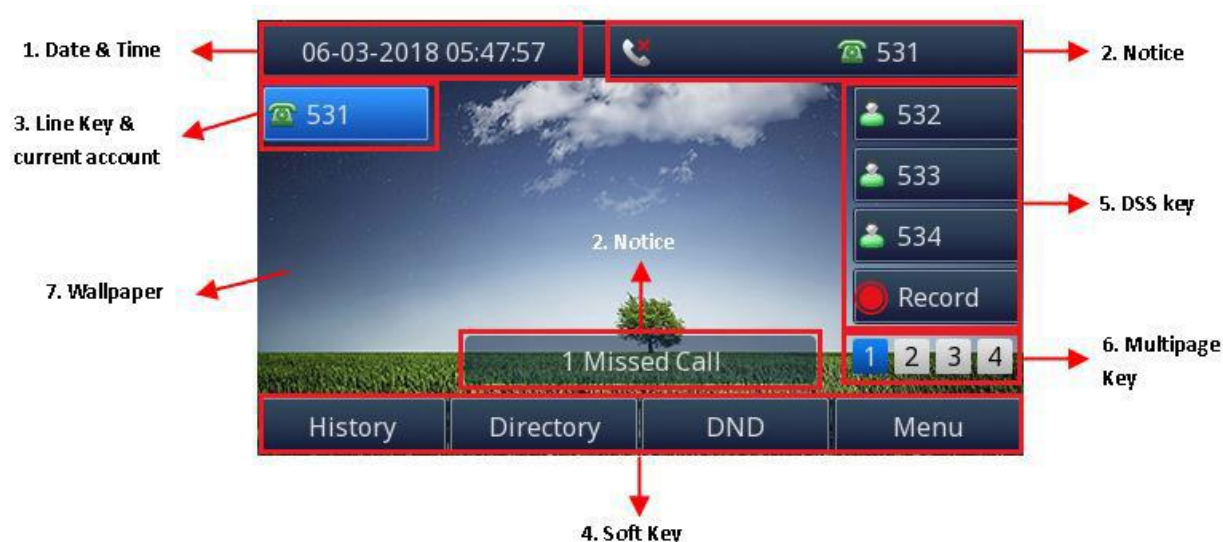 1. Date & Time
06-03-2018 05:47:57
531
2. Notice
3. Line Key &
current account
531
532
533
534
Record
5. DSS key
2. Notice
7. Wallpaper
1 Missed Call
1 2 3 4
6. Multipage
Key
History Directory DND Menu
4. Soft Key